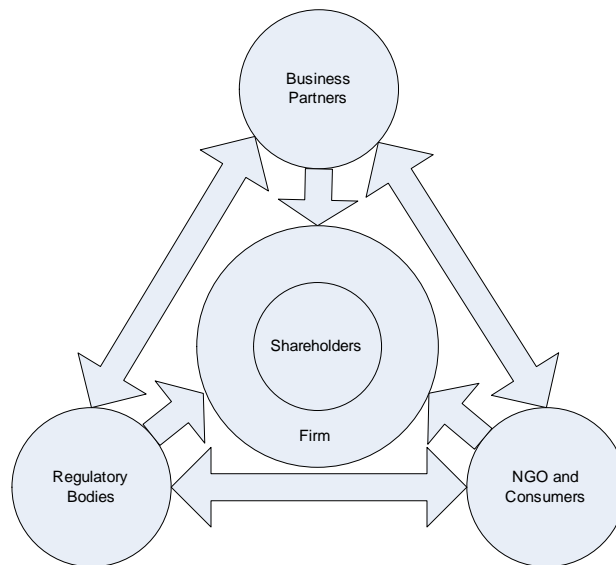 Business
Partners
Shareholders
Firm
Regulatory
Bodies
NGO and
Consumers